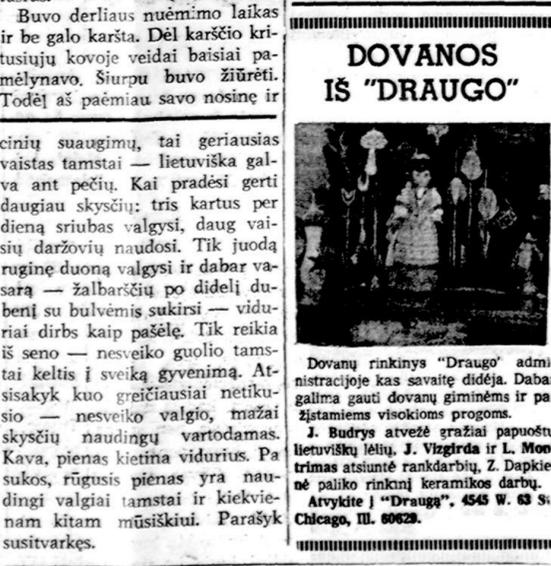 Buvo derliaus nuėmimo laikas
ir be galo karšta. Dėl karščio kri-
tusiųjų kovoje veidai baisiai pa-
mėlynavo. Šiurpu buvo žiūrėti.
Todėl aš paėmiau savo nosinę ir
cinių suaugimų, tai geriausias
vaistas tamstai — lietuviška gal-
va ant pečių. Kai pradėsi gerti
daugiau skysčių: tris kartus per
dieną sriubas valgysi, daug vai-
sių daržovių naudosi. Tik juodą
ruginę duoną valgysi ir dabar va-
sarą — žalbarščių po didelį du-
benį su bulvėmis sukirsi — vidu-
riai dirbs kaip pašėlę. Tik reikia
iš seno — nesveiko guolio tams-
tai keltis į sveiką gyvenimą. At-
sisakyk kuo greičiausiai netiku-
sio — nesveiko valgio, mažai
skysčių naudingų vartodamas.
Kava, pienas kietina vidurius. Pa
sukos, rūgusis pienas yra nau-
dingi valgiai tamstai ir kiekvie-
nam kitam mūsiškiui. Parašyk
susitvarkęs.
DOVANOS
IŠ "DRAUGO"
Dovanų rinkinys "Draugo' admi
nistracijoje kas savaitę didėja. Daba
galima gauti dovanų giminėms ir pa
žįstamiems visokioms progoms.
J. Budrys atvežė gražiai papuoštų
lietuviškų lėlių, J. Vizgirda ir L. Mon
trimas atsiuntė rankdarbių, Z. Dapkie
nė paliko rinkinį keramikos darbų.
Atvykite į "Draugą", 4545 W. 63 St
Chicago, Ill. 60629.